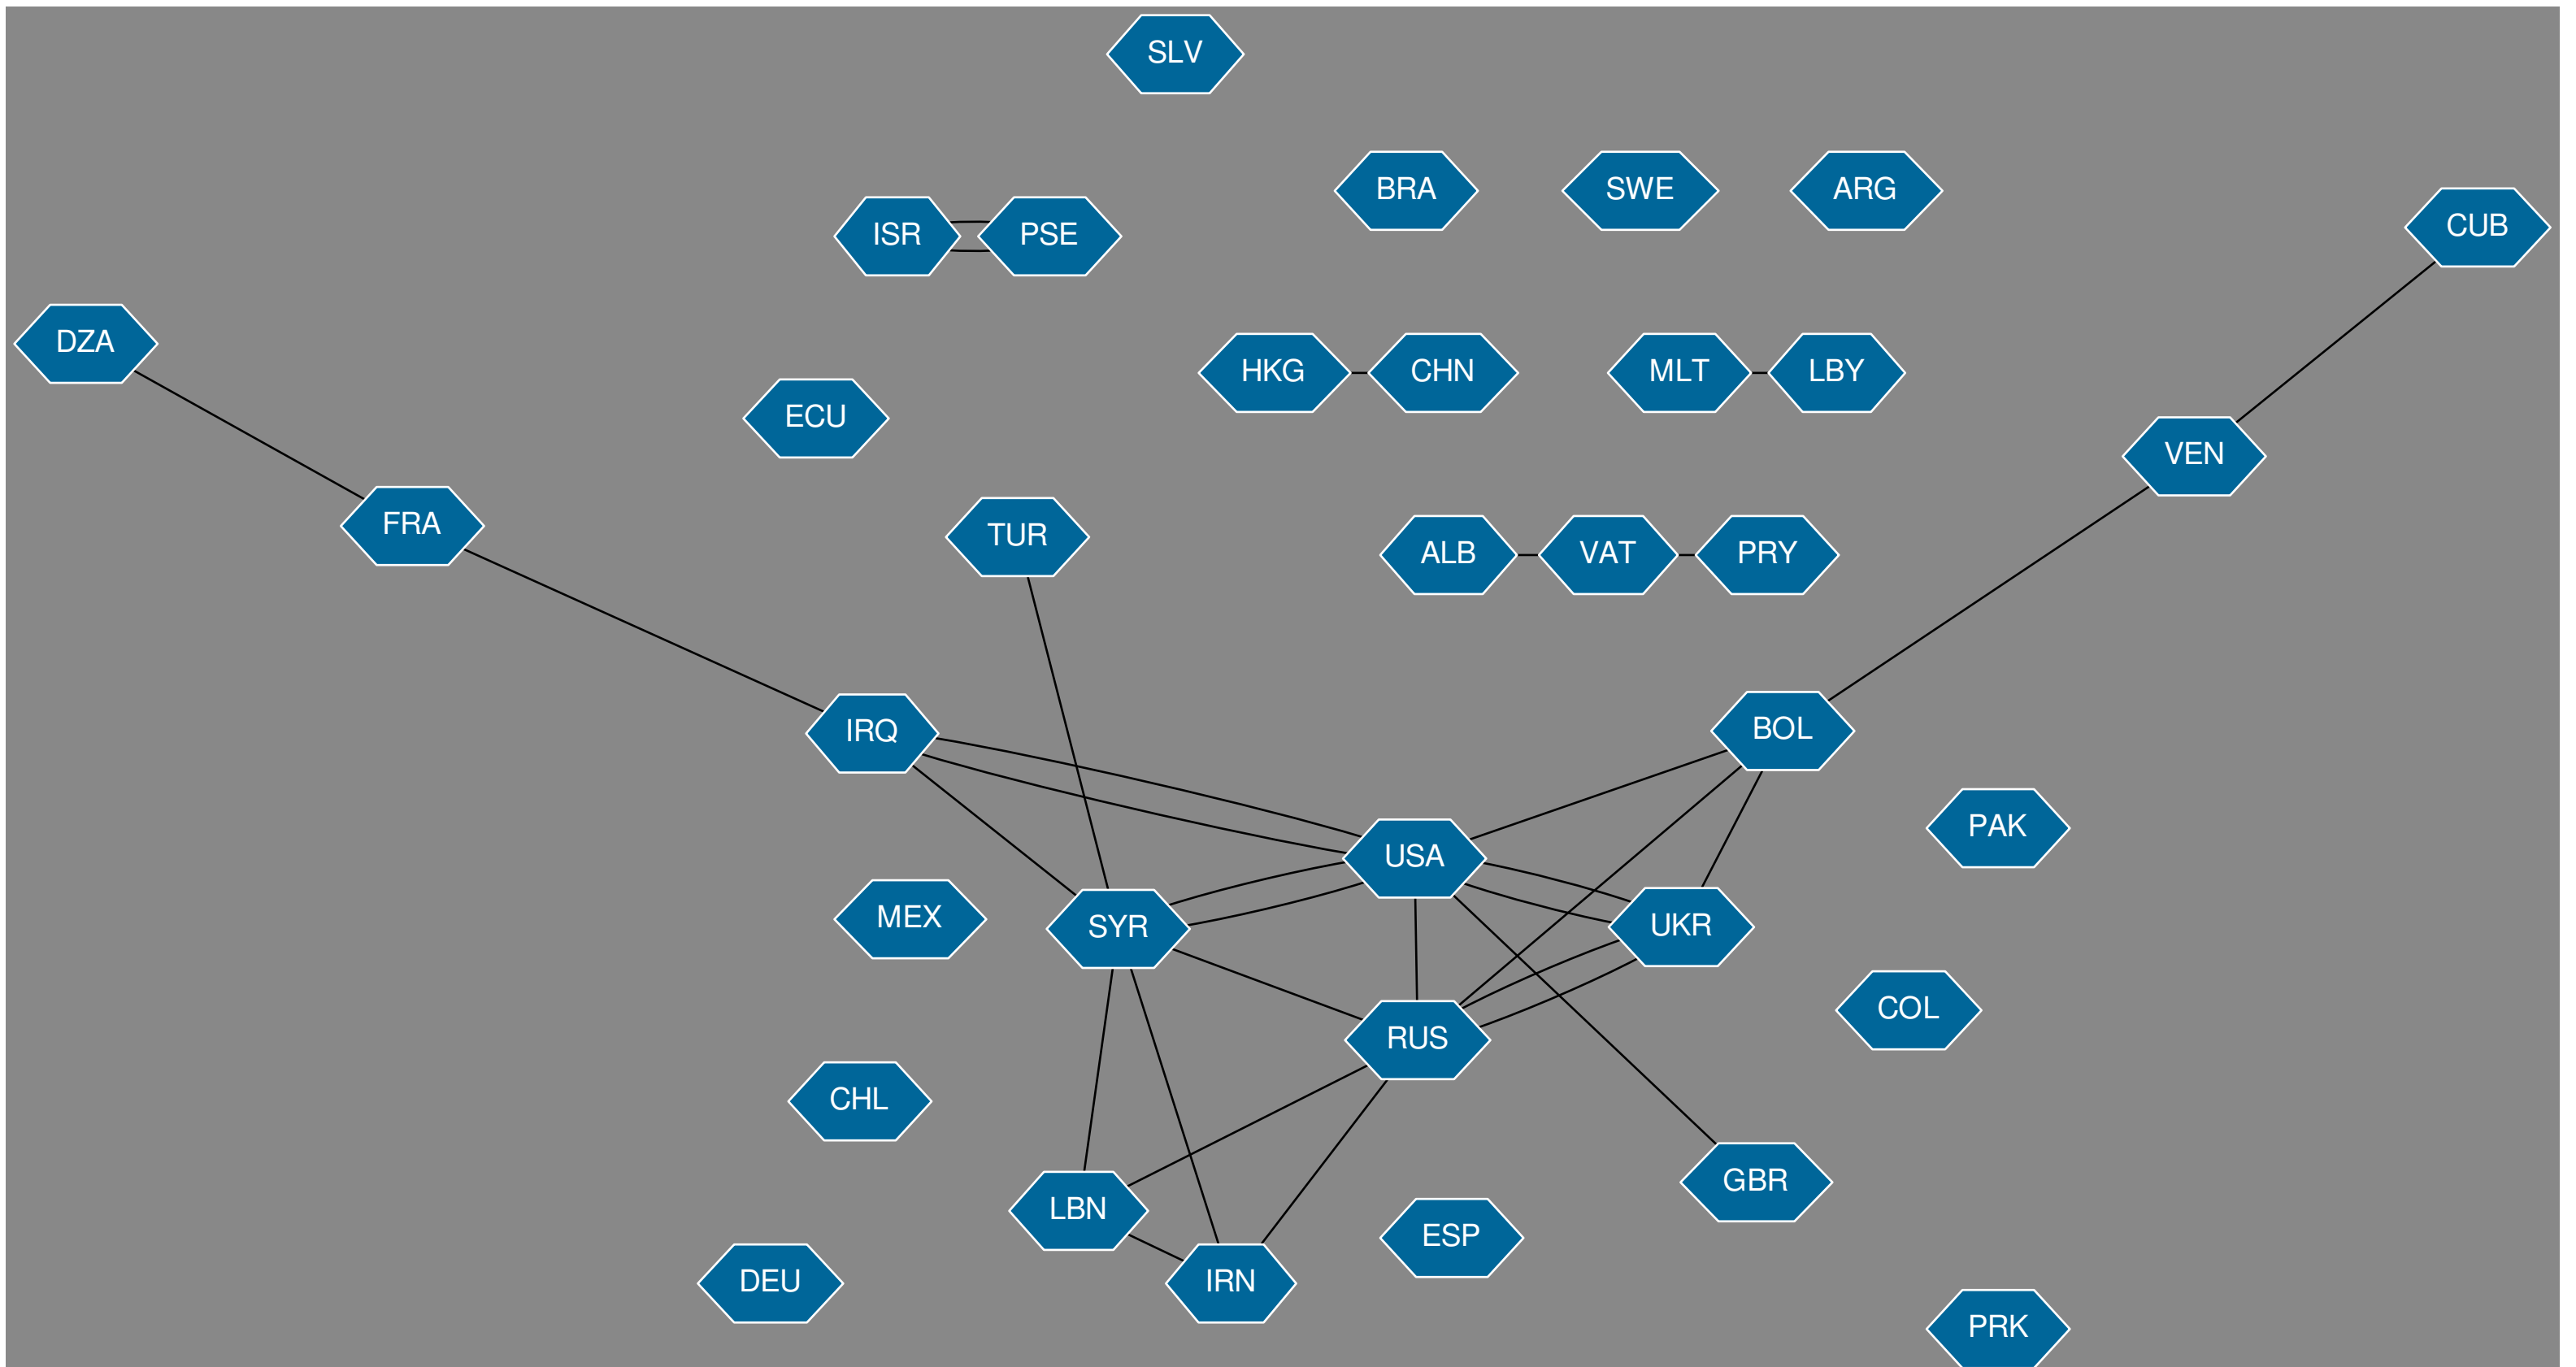 SLV
BRA
SWE
ARG
CUB
ISR
PSE
DZA
HKG
CHN
MLT
LBY
ECU
VEN
FRA
TUR
ALB
VAT
PRY
IRQ
BOL
PAK
USA
MEX
SYR
UKR
COL
RUS
CHL
GBR
LBN
ESP
DEU
IRN
PRK